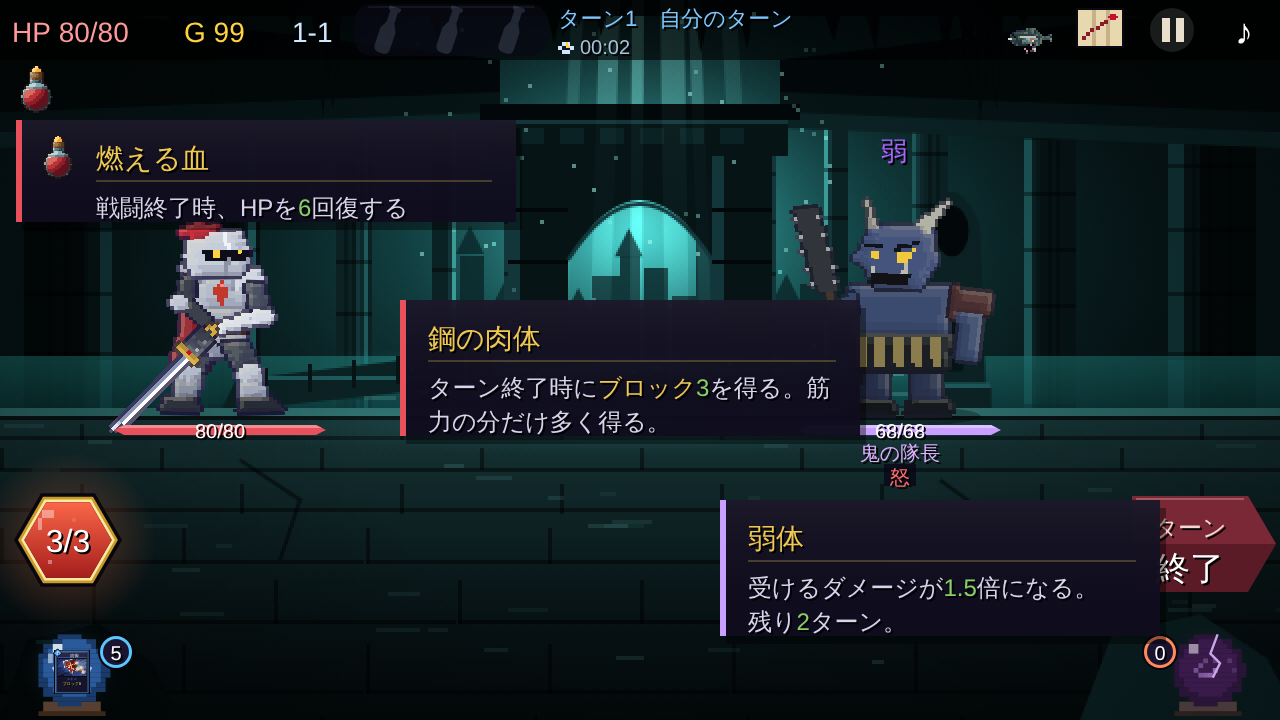 HP 80/80
G 99
1-1
ターン1 自分のターン
00:02
♪
燃える血
戦闘終了時、HPを6回復する
弱
鋼の肉体
ターン終了時にブロック3を得る。筋
力の分だけ多く得る。
80/80
68/68
鬼の隊長
怒
3/3
弱体
受けるダメージが1.5倍になる。
残り2ターン。
ターン
終了
5
0